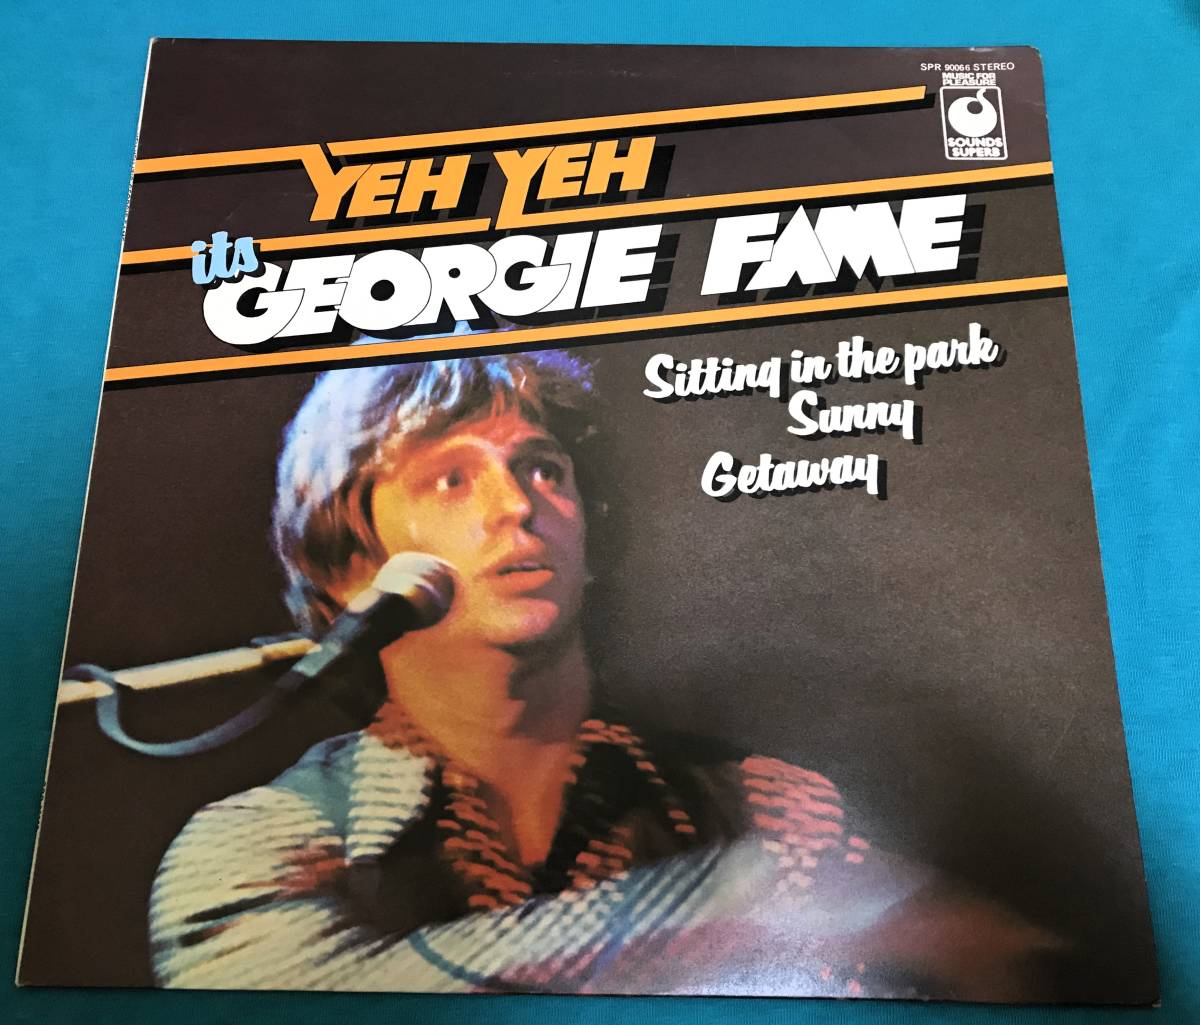 SPR 90066 STEREO
MUSIC FOR
PLEASURE
SOUNDS
SUPERB
YEH YEH
its
GEORGIE FAME
Sitting in the park
Sunny
Getaway